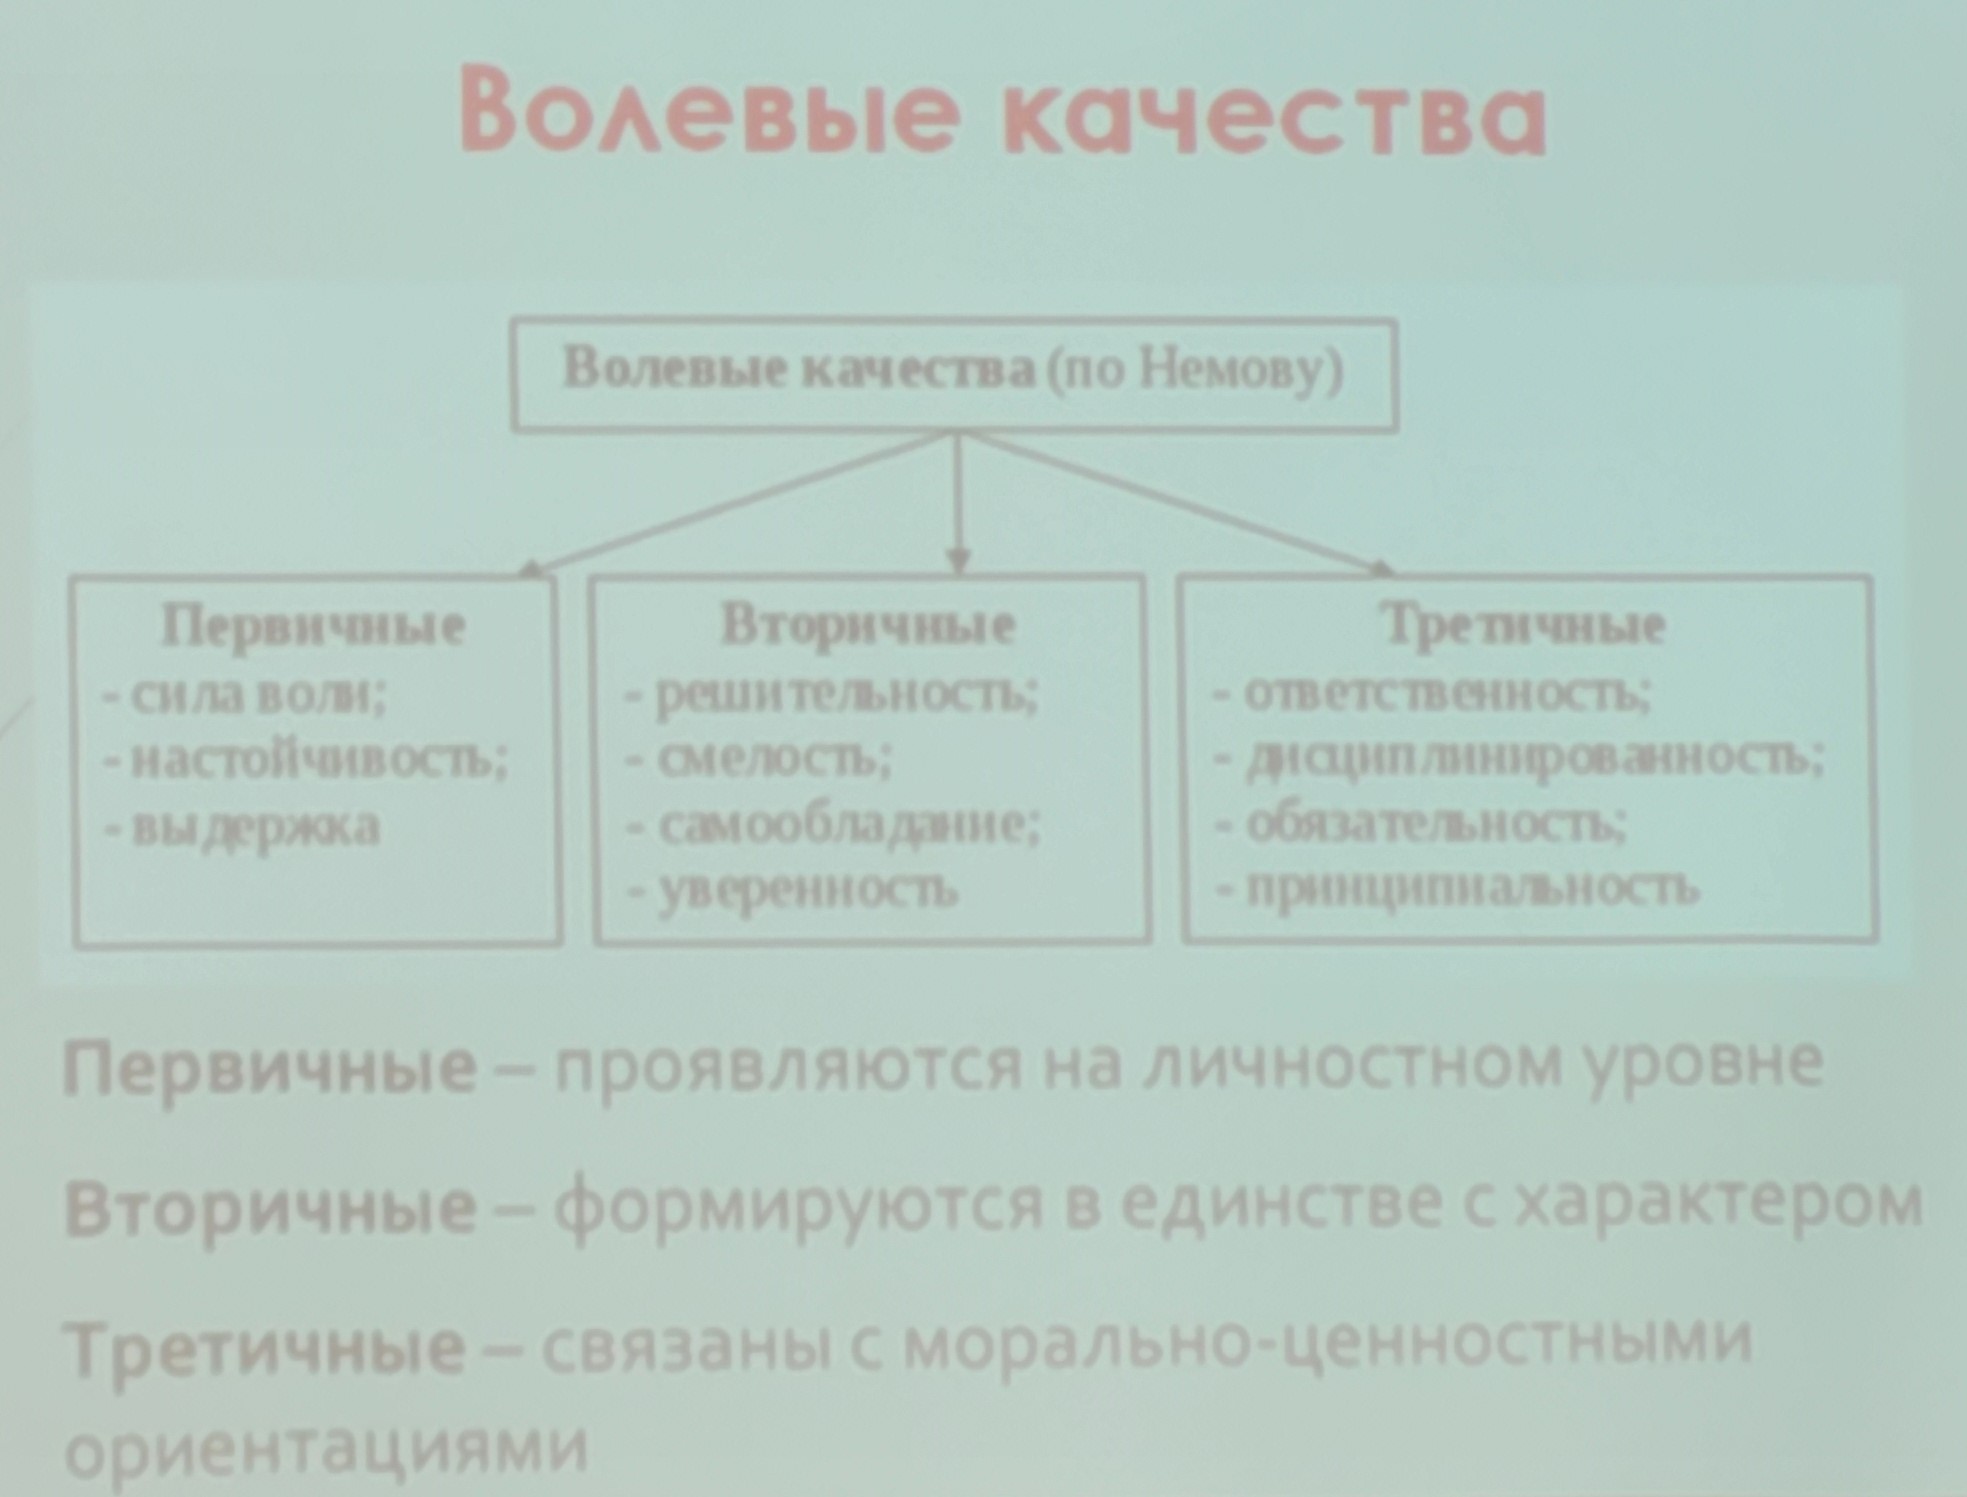 Волевые качества
Волевые качества (по Немову)
Первичные
- сила воли;
- настойчивость;
- выдержка
Вторичные
- решительность;
- смелость;
- самообладание;
- уверенность
Третичные
- ответственность;
- дисциплинированность;
- обязательность;
- принципиальность
Первичные – проявляются на личностном уровне
Вторичные – формируются в единстве с характером
Третичные – связаны с морально-ценностными
ориентациями